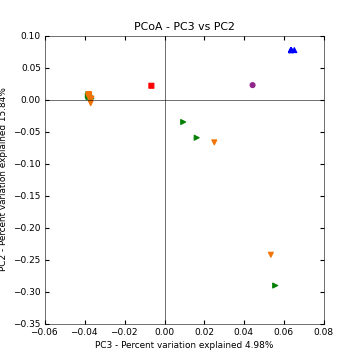 PCoA - PC3 vs PC2
0.10
0.05
0.00
−0.05
−0.10
−0.15
−0.20
−0.25
−0.30
−0.35
PC2 - Percent variation explained 15.84%
−0.06 −0.04 −0.02 0.00 0.02 0.04 0.06 0.08
PC3 - Percent variation explained 4.98%